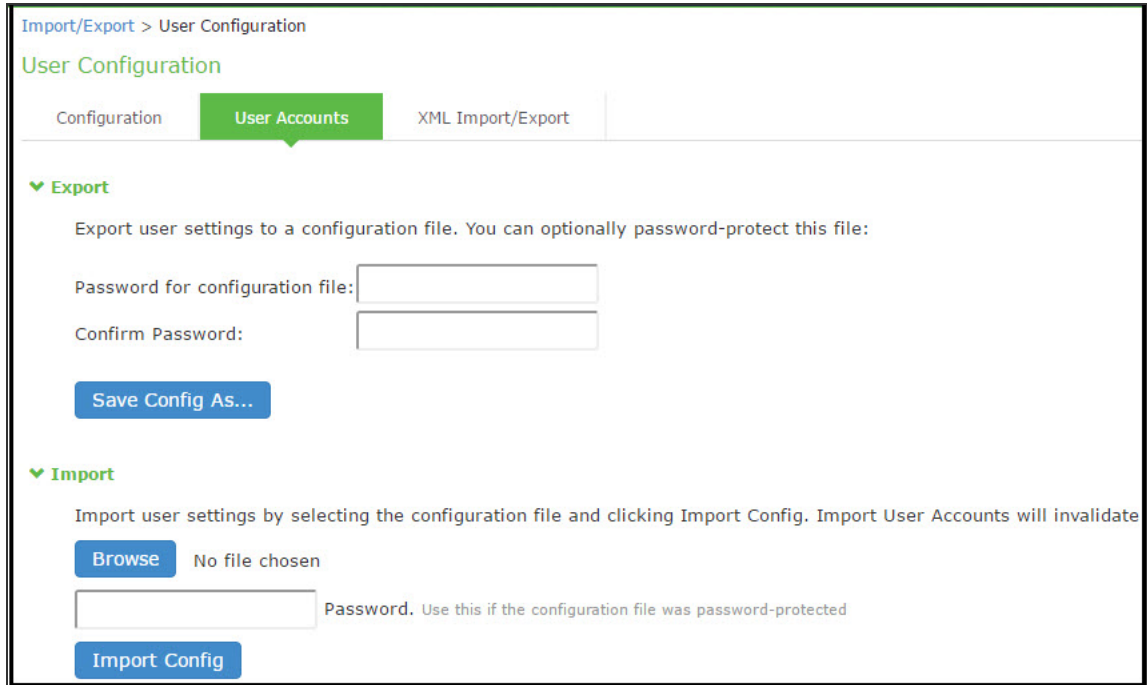 Import/Export > User Configuration
User Configuration
Configuration User Accounts XML Import/Export
Export
Export user settings to a configuration file. You can optionally password-protect this file:
Password for configuration file:
Confirm Password:
Save Config As...
Import
Import user settings by selecting the configuration file and clicking Import Config. Import User Accounts will invalidate
Browse No file chosen
Password. Use this if the configuration file was password-protected
Import Config